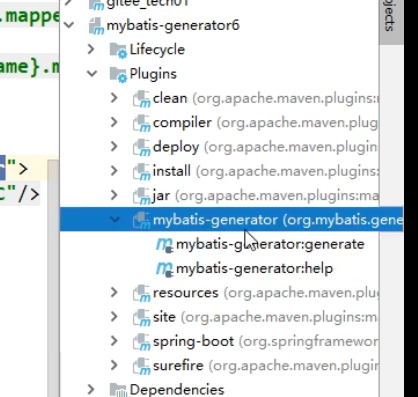 gitee_tech01
.mappe
mybatis-generator6
Lifecycle
ame}.m
Plugins
clean (org.apache.maven.plugins:
compiler (org.apache.maven.plug
deploy (org.apache.maven.plugin
">
install (org.apache.maven.plugins
"/>
jar (org.apache.maven.plugins:ma
mybatis-generator (org.mybatis.gene
mybatis-generator:generate
mybatis-generator:help
resources (org.apache.maven.plu
site (org.apache.maven.plugins:m
spring-boot (org.springframewor
surefire (org.apache.maven.plugin
Dependencies